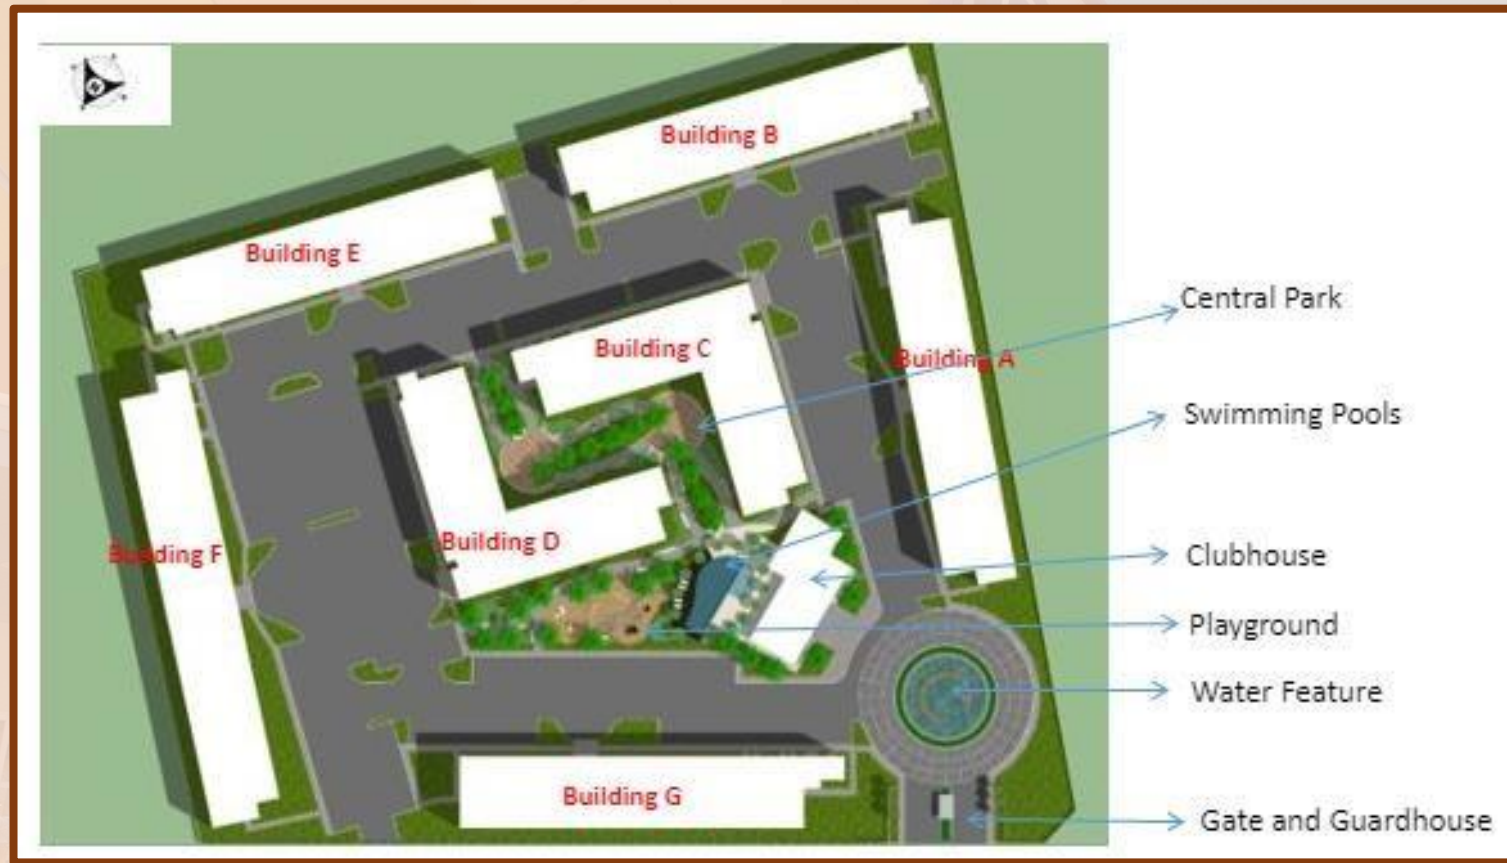 Building B
Building E
Central Park
Building C
Building A
Swimming Pools
Building D
Building F
Clubhouse
Playground
Water Feature
Building G
Gate and Guardhouse